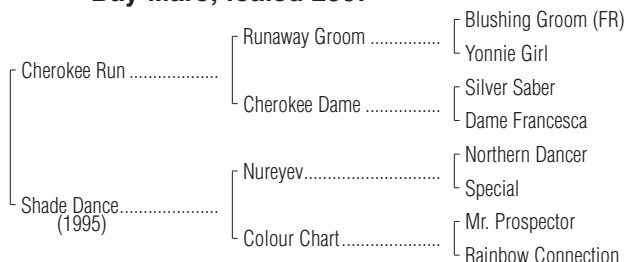 Bay Mare; foaled
Blushing Groom (FR)
Runaway Groom ...............
Yonnie Girl
Cherokee Run ...................
Silver Saber
Cherokee Dame ................
Dame Francesca
Northern Dancer
Nureyev.............................
Special
Shade Dance.....................
(1995)
Mr. Prospector
Colour Chart.....................
Rainbow Connection